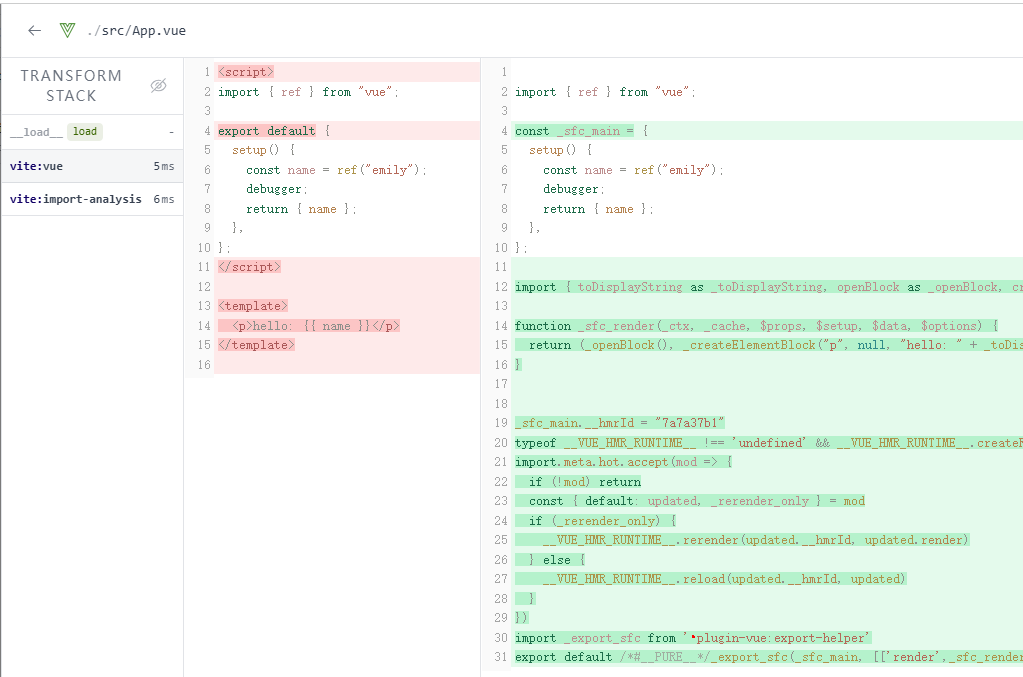 ./src/App.vue
TRANSFORM
STACK
__load__ load -
vite:vue 5ms
vite:import-analysis 6ms
1 <script>
2 import { ref } from "vue";
3
4 export default {
5 setup() {
6 const name = ref("emily");
7 debugger;
8 return { name };
9 },
10 };
11 </script>
12
13 <template>
14 <p>hello: {{ name }}</p>
15 </template>
16
1
2 import { ref } from "vue";
3
4 const _sfc_main = {
5 setup() {
6 const name = ref("emily");
7 debugger;
8 return { name };
9 },
10 };
11
12 import { toDisplayString as _toDisplayString, openBlock as _openBlock, cr
13
14 function _sfc_render(_ctx, _cache, $props, $setup, $data, $options) {
15 return (_openBlock(), _createElementBlock("p", null, "hello: " + _toDis
16 }
17
18
19 _sfc_main.__hmrId = "7a7a37b1"
20 typeof __VUE_HMR_RUNTIME__ !== 'undefined' && __VUE_HMR_RUNTIME__.createR
21 import.meta.hot.accept(mod => {
22 if (!mod) return
23 const { default: updated, _rerender_only } = mod
24 if (_rerender_only) {
25 __VUE_HMR_RUNTIME__.rerender(updated.__hmrId, updated.render)
26 } else {
27 __VUE_HMR_RUNTIME__.reload(updated.__hmrId, updated)
28 }
29 })
30 import _export_sfc from '•plugin-vue:export-helper'
31 export default /*#__PURE__*/_export_sfc(_sfc_main, [['render',_sfc_render